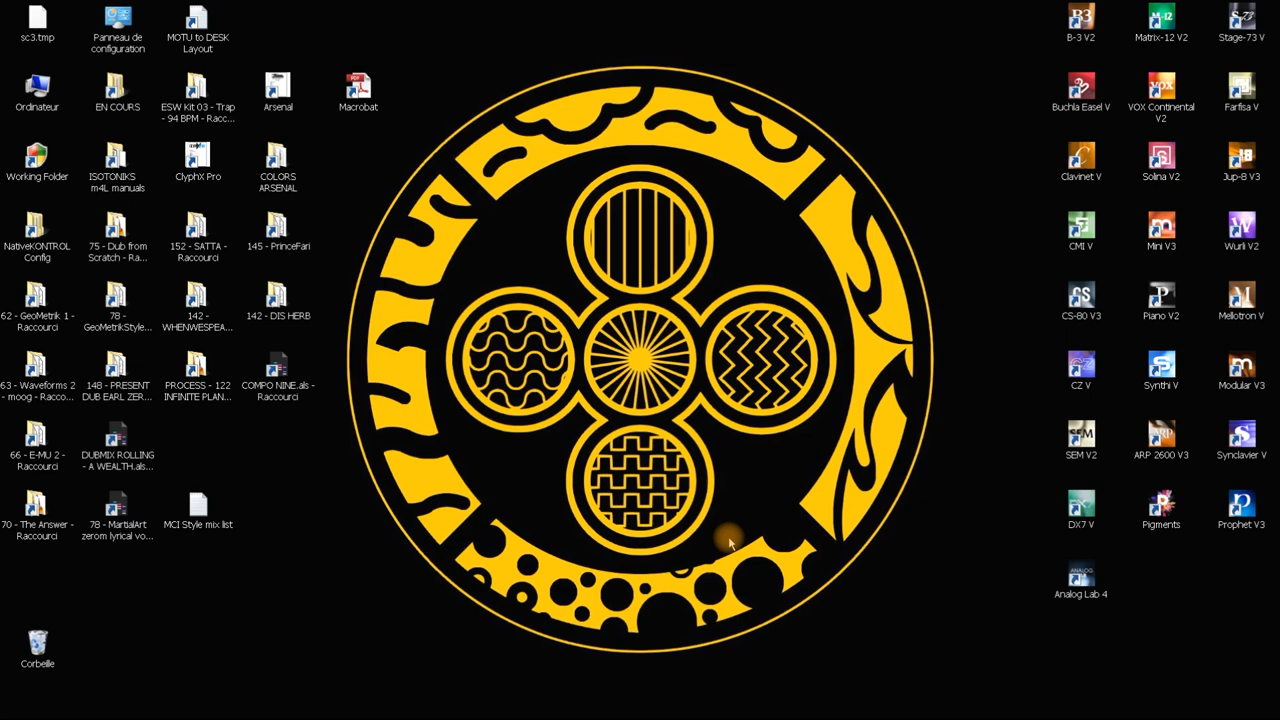 sc3.tmp
Panneau de
configuration
MOTU to DESK
Layout
B-3 V2
Matrix-12 V2
Stage-73 V
Ordinateur
EN COURS
ESW Kit 03 - Trap
- 94 BPM - Racc...
Arsenal
Macrobat
Buchla Easel V
VOX Continental
V2
Farfisa V
Working Folder
ISOTONIKS
m4L manuals
ClyphX Pro
COLORS
ARSENAL
Clavinet V
Solina V2
Jup-8 V3
NativeKONTROL
Config
75 - Dub from
Scratch - Ra...
152 - SATTA -
Raccourci
145 - PrinceFari
CMI V
Mini V3
Wurli V2
62 - GeoMetrik 1 -
Raccourci
78 -
GeoMetrikStyle...
142 -
WHENWESPEA...
142 - DIS HERB
CS-80 V3
Piano V2
Mellotron V
63 - Waveforms 2
- moog - Racco...
148 - PRESENT
DUB EARL ZER...
PROCESS - 122
INFINITE PLAN...
COMPO NINE.als -
Raccourci
CZ V
Synthi V
Modular V3
66 - E-MU 2 -
Raccourci
DUBMIX ROLLING
- A WEALTH.als...
SEM V2
ARP 2600 V3
Synclavier V
70 - The Answer -
Raccourci
78 - MartialArt
zerom lyrical vo...
MCI Style mix list
DX7 V
Pigments
Prophet V3
Analog Lab 4
Corbeille